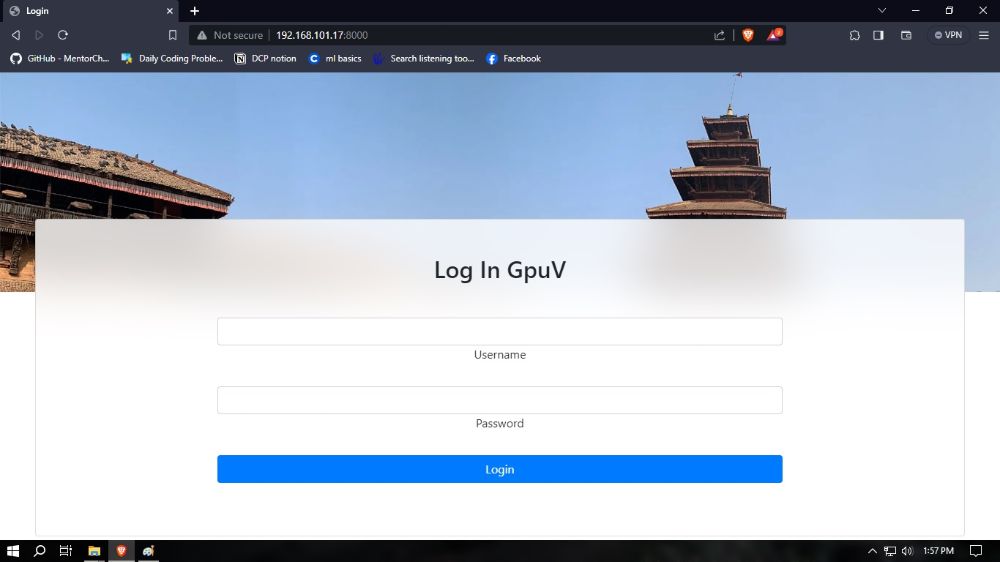 Login
Not secure
192.168.101.17:8000
2
VPN
GitHub - MentorCh...
Daily Coding Proble...
DCP notion
ml basics
Search listening too...
Facebook
Log In GpuV
Username
Password
Login
1:57 PM